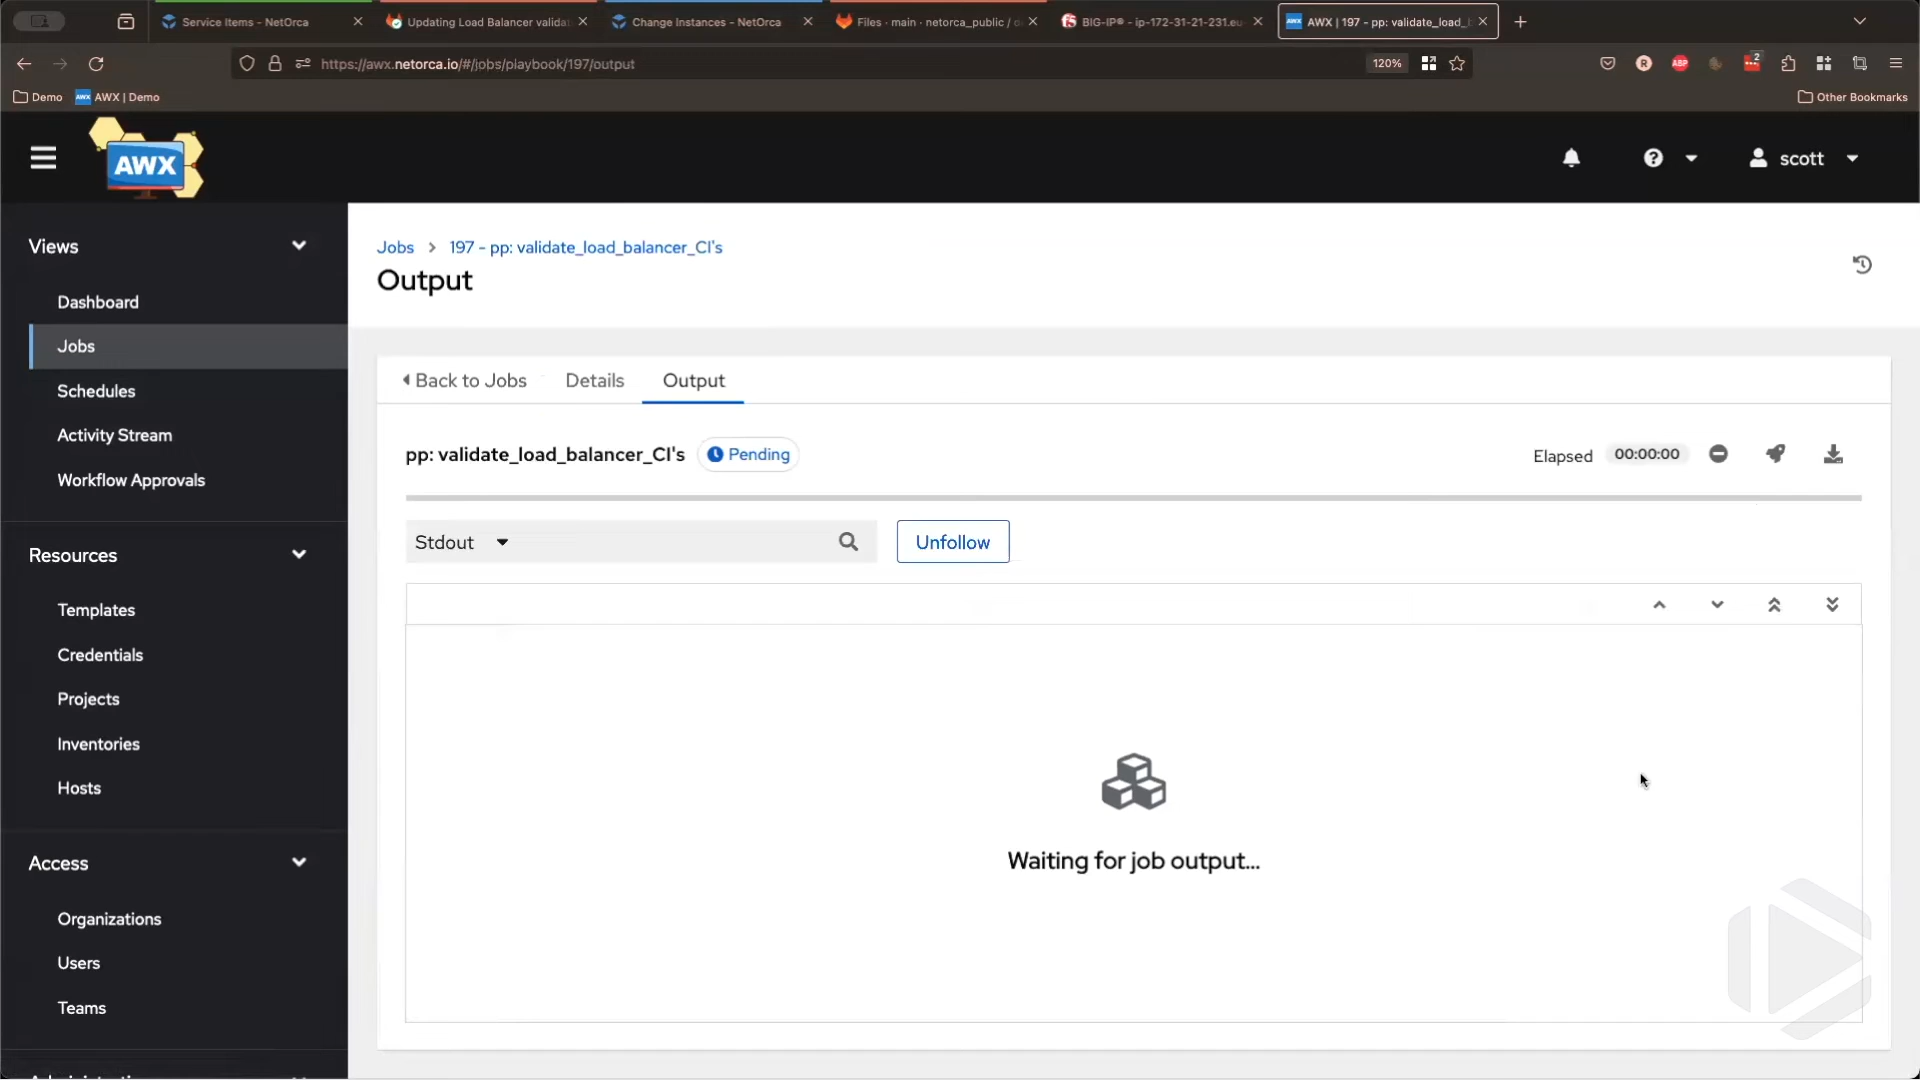 Service Items - NetOrca
Updating Load Balancer valida
Change Instances - NetOrca
Files · main · netorca_public / d
BIG-IP® - ip-172-31-21-231.eu
AWX | 197 - pp: validate_load_
https://awx.netorca.io/#/jobs/playbook/197/output
120%
R
ABP
2
Demo
AWX | Demo
Other Bookmarks
AWX
scott
Views
Dashboard
Jobs
Schedules
Activity Stream
Workflow Approvals
Resources
Templates
Credentials
Projects
Inventories
Hosts
Access
Organizations
Users
Teams
Jobs
197 - pp: validate_load_balancer_CI's
Output
Back to Jobs
Details
Output
pp: validate_load_balancer_CI's
Pending
Elapsed
00:00:00
Stdout
Unfollow
Waiting for job output...